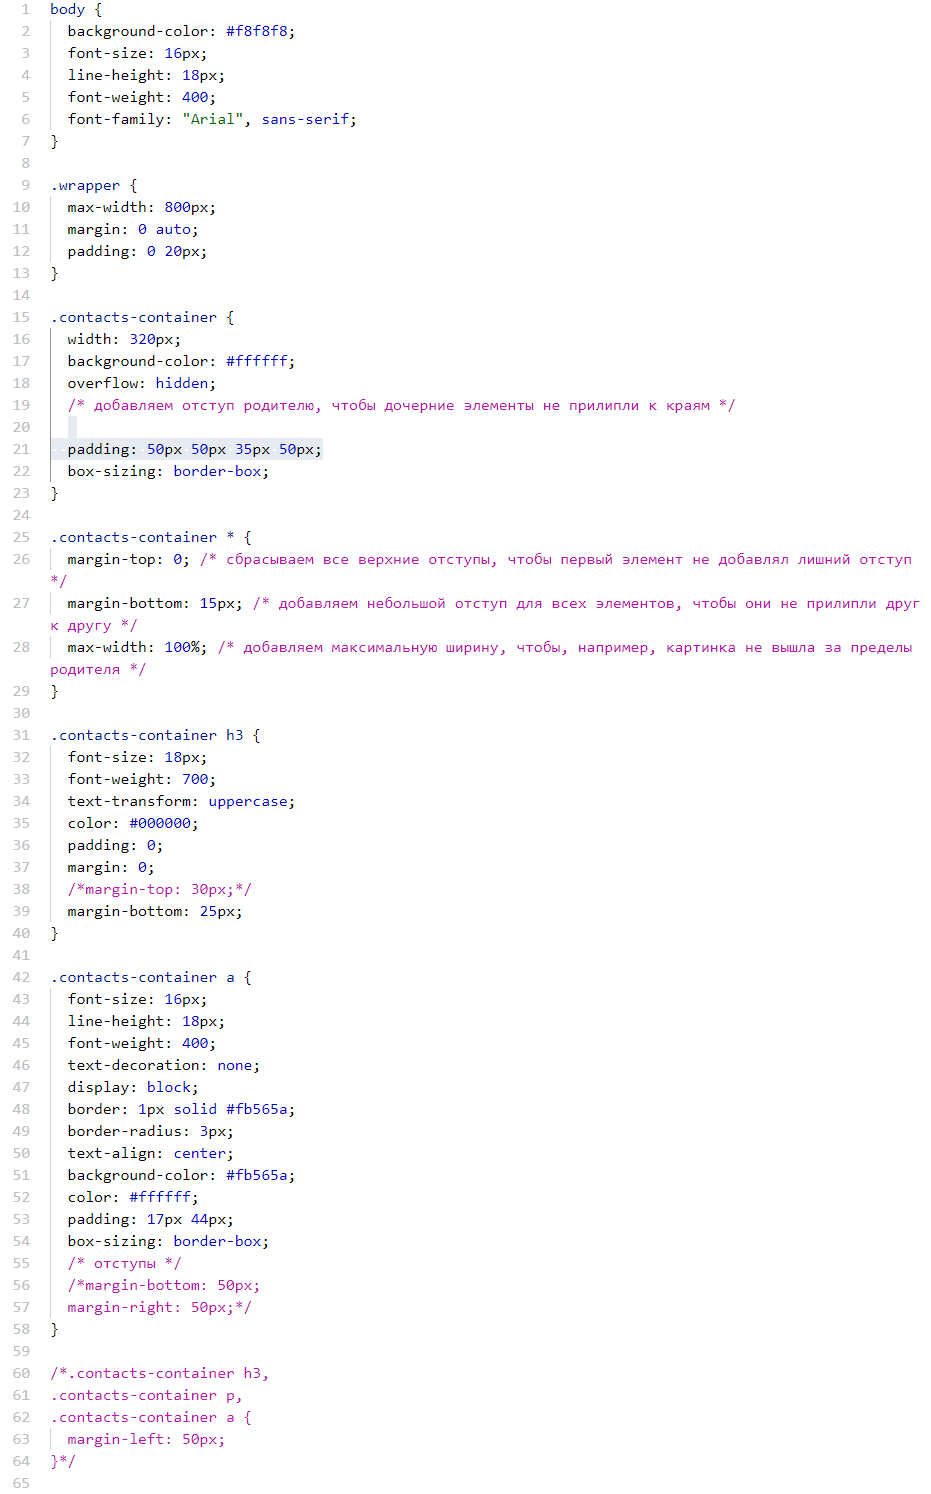 1 body {
2 background-color: #f8f8f8;
3 font-size: 16px;
4 line-height: 18px;
5 font-weight: 400;
6 font-family: "Arial", sans-serif;
7 }
8
9 .wrapper {
10 max-width: 800px;
11 margin: 0 auto;
12 padding: 0 20px;
13 }
14
15 .contacts-container {
16 width: 320px;
17 background-color: #ffffff;
18 overflow: hidden;
19 /* добавляем отступ родителю, чтобы дочерние элементы не прилипли к краям */
20
21 padding: 50px 50px 35px 50px;
22 box-sizing: border-box;
23 }
24
25 .contacts-container * {
26 margin-top: 0; /* сбрасываем все верхние отступы, чтобы первый элемент не добавлял лишний отступ
*/
27 margin-bottom: 15px; /* добавляем небольшой отступ для всех элементов, чтобы они не прилипли друг
к другу */
28 max-width: 100%; /* добавляем максимальную ширину, чтобы, например, картинка не вышла за пределы
родителя */
29 }
30
31 .contacts-container h3 {
32 font-size: 18px;
33 font-weight: 700;
34 text-transform: uppercase;
35 color: #000000;
36 padding: 0;
37 margin: 0;
38 /*margin-top: 30px;*/
39 margin-bottom: 25px;
40 }
41
42 .contacts-container a {
43 font-size: 16px;
44 line-height: 18px;
45 font-weight: 400;
46 text-decoration: none;
47 display: block;
48 border: 1px solid #fb565a;
49 border-radius: 3px;
50 text-align: center;
51 background-color: #fb565a;
52 color: #ffffff;
53 padding: 17px 44px;
54 box-sizing: border-box;
55 /* отступы */
56 /*margin-bottom: 50px;
57 margin-right: 50px;*/
58 }
59
60 /*.contacts-container h3,
61 .contacts-container p,
62 .contacts-container a {
63 margin-left: 50px;
64 }*/
65